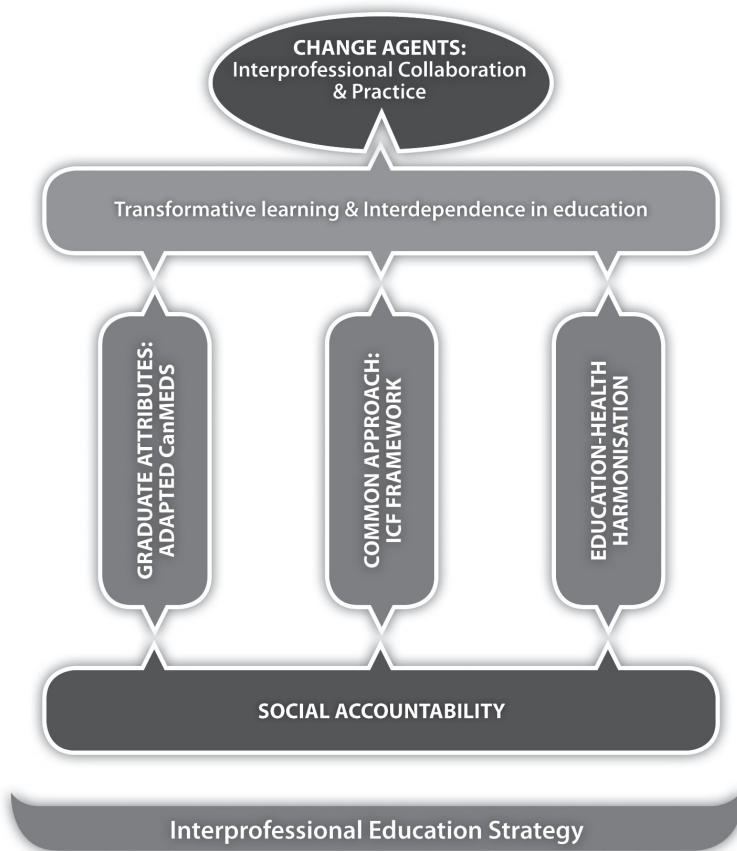 CHANGE AGENTS:
Interprofessional Collaboration
& Practice
Transformative learning & Interdependence in education
GRADUATE ATTRIBUTES:
ADAPTED CanMEDS
COMMON APPROACH:
ICF FRAMEWORK
EDUCATION-HEALTH
HARMONISATION
SOCIAL ACCOUNTABILITY
Interprofessional Education Strategy